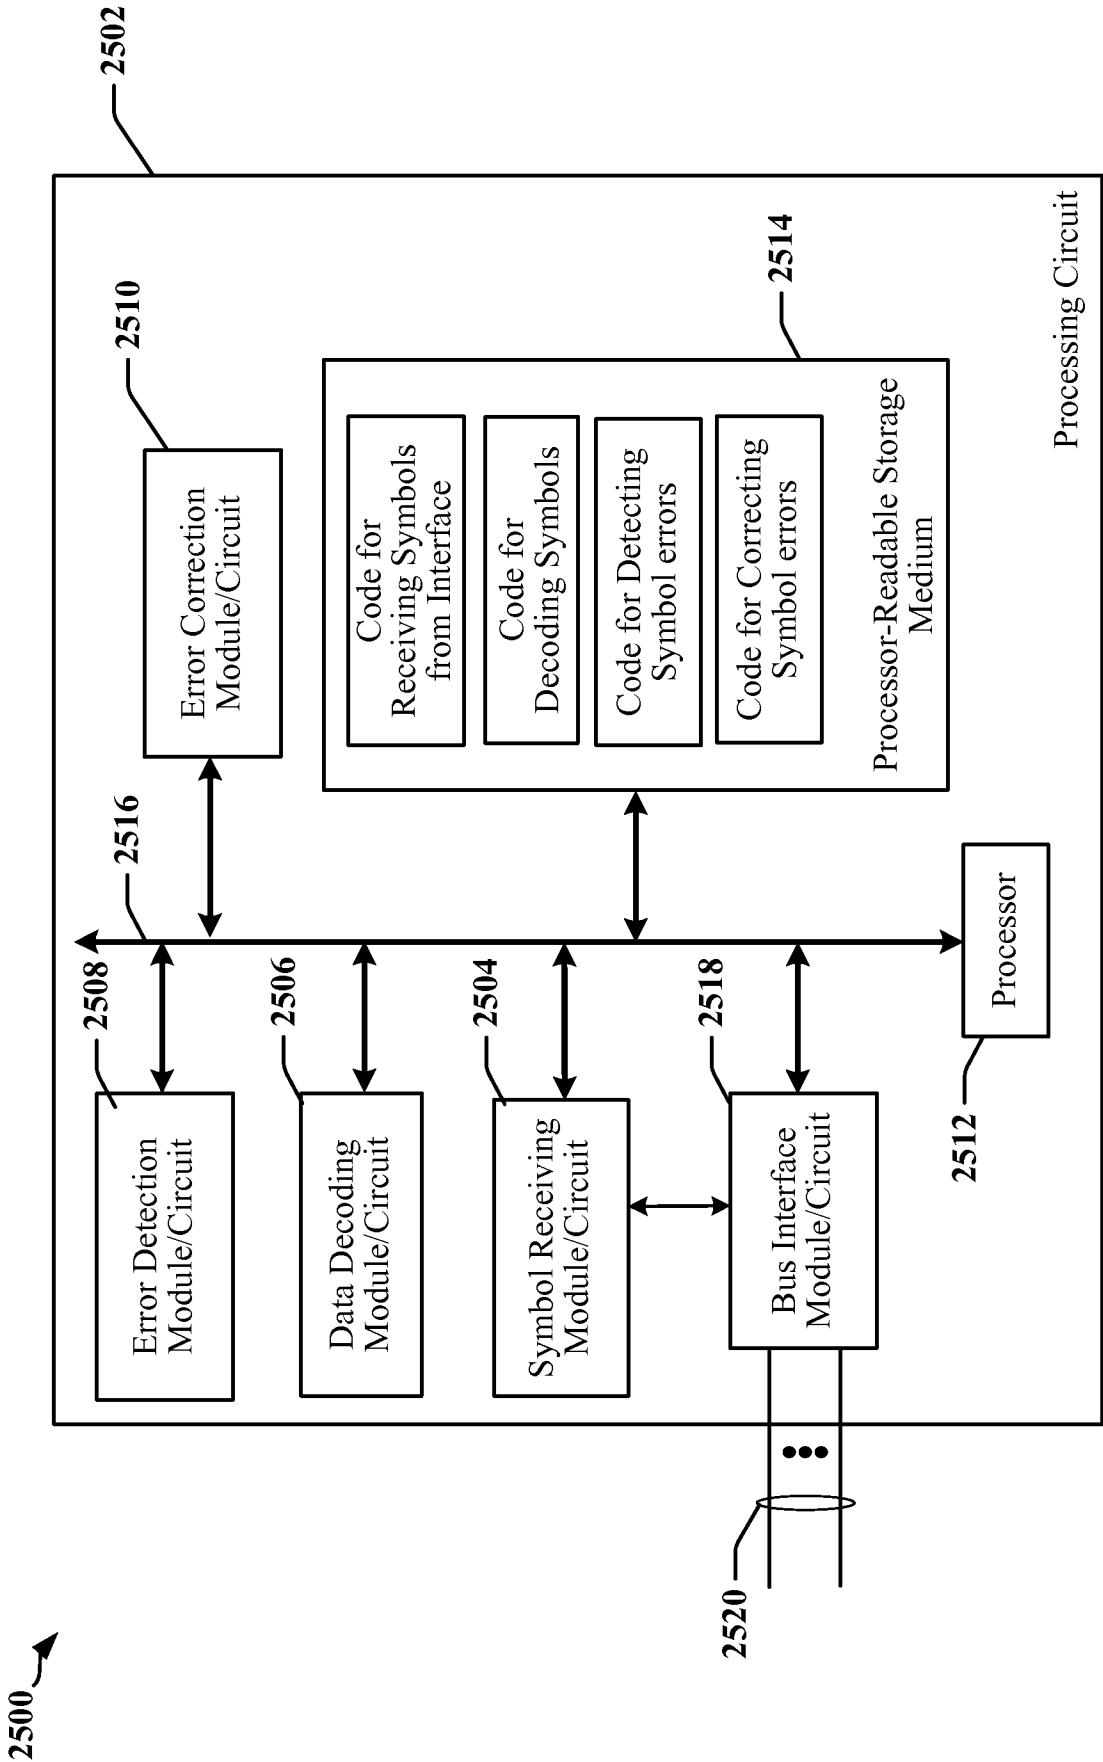 2500
2502
2508
2516
2510
Error Detection
Module/Circuit
Error Correction
Module/Circuit
2506
Data Decoding
Module/Circuit
2504
Symbol Receiving
Module/Circuit
2518
Bus Interface
Module/Circuit
2520
2512
Processor
2514
Code for
Receiving Symbols
from Interface
Code for
Decoding Symbols
Code for Detecting
Symbol errors
Code for Correcting
Symbol errors
Processor-Readable Storage
Medium
Processing Circuit